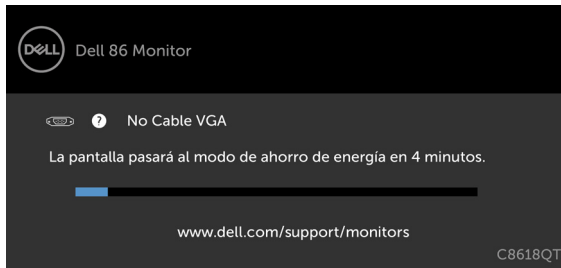 DELL
Dell 86 Monitor
? No Cable VGA
La pantalla pasará al modo de ahorro de energía en 4 minutos.
www.dell.com/support/monitors
C8618QT